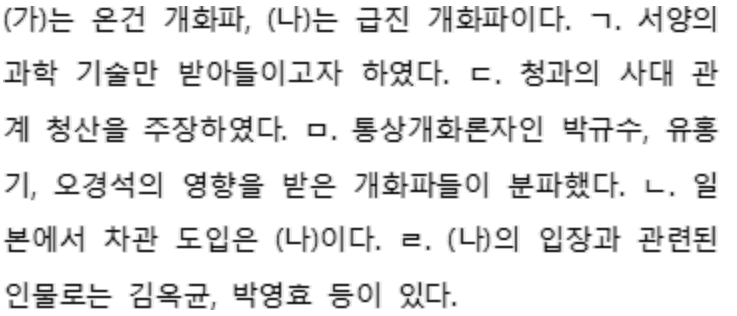 (가)는 온건 개화파, (나)는 급진 개화파이다. ㄱ. 서양의
과학 기술만 받아들이고자 하였다. ㄷ. 청과의 사대 관
계 청산을 주장하였다. ㅁ. 통상개화론자인 박규수, 유홍
기, 오경석의 영향을 받은 개화파들이 분파했다. ㄴ. 일
본에서 차관 도입은 (나)이다. ㄹ. (나)의 입장과 관련된
인물로는 김옥균, 박영효 등이 있다.